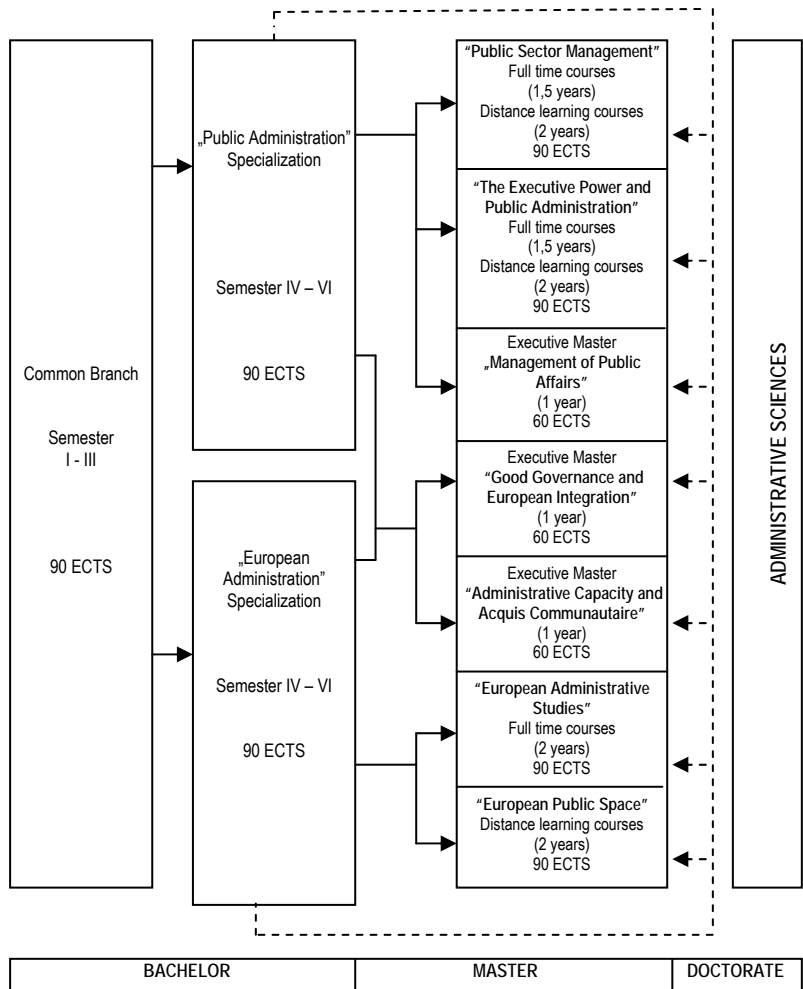 Common Branch
Semester
I - III
90 ECTS
„Public Administration”
Specialization
Semester IV – VI
90 ECTS
„European
Administration”
Specialization
Semester IV – VI
90 ECTS
“Public Sector Management”
Full time courses
(1,5 years)
Distance learning courses
(2 years)
90 ECTS
“The Executive Power and
Public Administration”
Full time courses
(1,5 years)
Distance learning courses
(2 years)
90 ECTS
Executive Master
„Management of Public
Affairs”
(1 year)
60 ECTS
Executive Master
“Good Governance and
European Integration”
(1 year)
60 ECTS
Executive Master
“Administrative Capacity and
Acquis Communautaire”
(1 year)
60 ECTS
“European Administrative
Studies”
Full time courses
(2 years)
90 ECTS
“European Public Space”
Distance learning courses
(2 years)
90 ECTS
ADMINISTRATIVE SCIENCES
BACHELOR
MASTER
DOCTORATE